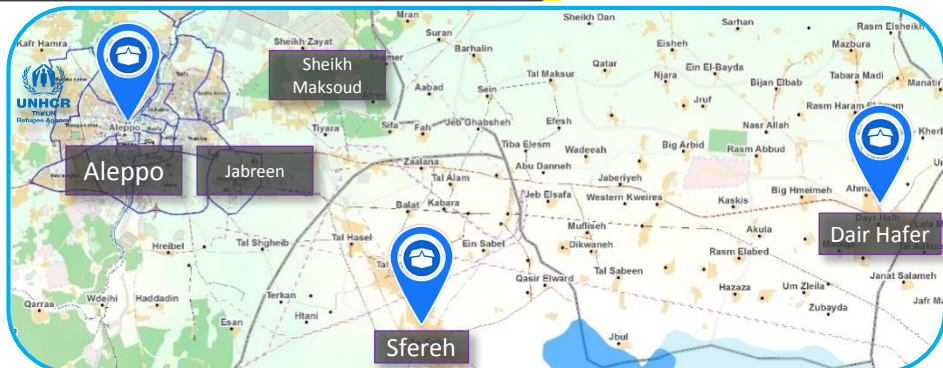 Mran
Sheikh Dan
Sarhan
Rasm Elsheikh
Kafr Hamra
Sheikh Zayat
Suran
Barhalin
Eisheh
Mazbura
Sheikh
Maksoud
Qatar
Ein El-Bayda
Tal Maksur
Njara
Bijan Elbab
Tabara Madi
UNHCR
The UN
Refugee Agency
Aabad
Sein
Jruf
Aleppo
Tiyara
Sifa
Fah
Jeb Ghabsheh
Efesh
Nasr Allah
Tiba Elesm
Wadeeah
Big Arbid
Rasm Abbud
Aleppo
Jabreen
Zaalana
Abu Danneh
Tal Alam
Jaberiyeh
Jeb Elsafa
Western Kweires
Kaskis
Big Hmeimeh
Balat
Kabara
Dayr Hafir
Dair Hafer
Hreibel
Tal Shgheib
Tal Hasel
Ein Sabel
Mufliseh
Dikwaneh
Akula
Rasm Elabed
Qasir Elward
Tal Sabeen
Janat Salameh
Qarras
Wdeihi
Haddadin
Terkan
Hazaza
Um Zleila
Zubayda
Htani
Esan
Sfereh
Jbul